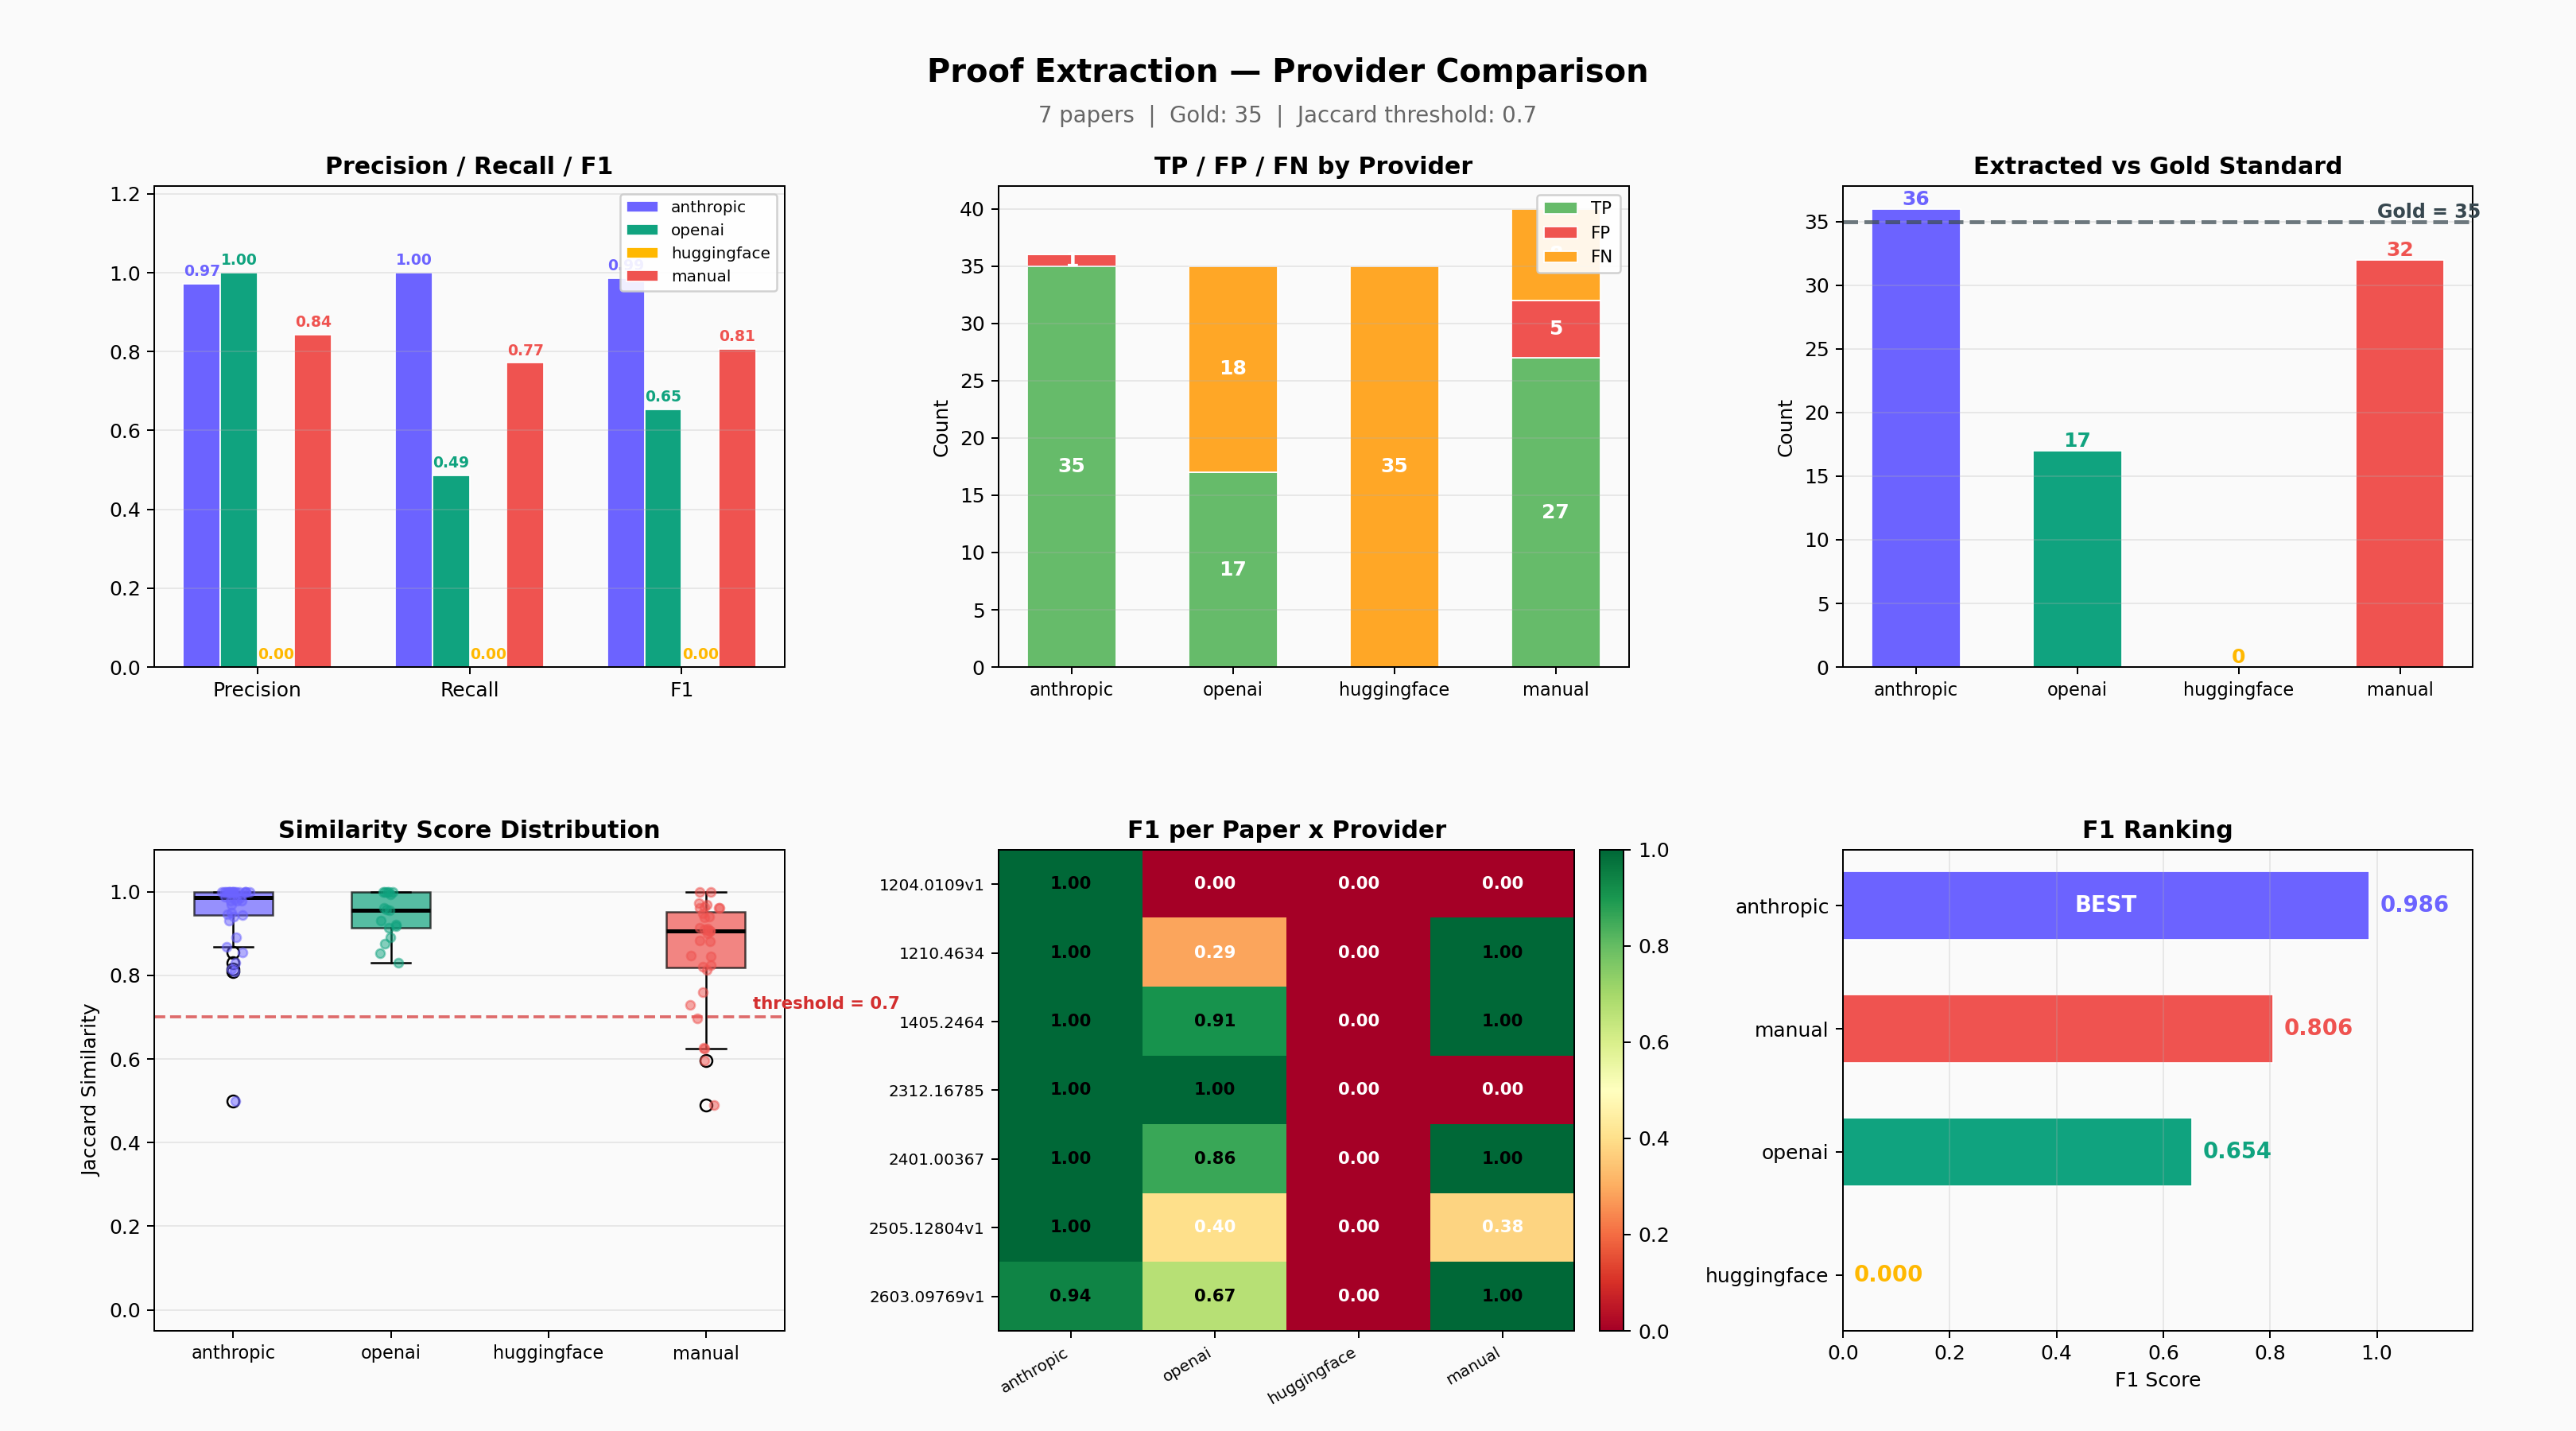 Proof Extraction — Provider Comparison
7 papers | Gold: 35 | Jaccard threshold: 0.7
Precision / Recall / F1
1.2
1.0
0.8
0.6
0.4
0.2
0.0
0.97
1.00
0.00
0.84
1.00
0.49
0.00
0.77
0.65
0.00
0.81
anthropic
openai
huggingface
manual
Precision
Recall
F1
TP / FP / FN by Provider
Count
40
35
30
25
20
15
10
5
0
1
35
18
17
35
5
27
TP
FP
FN
anthropic
openai
huggingface
manual
Extracted vs Gold Standard
Count
35
30
25
20
15
10
5
0
36
17
0
32
Gold = 35
anthropic
openai
huggingface
manual
Similarity Score Distribution
Jaccard Similarity
1.0
0.8
0.6
0.4
0.2
0.0
threshold = 0.7
anthropic
openai
huggingface
manual
F1 per Paper x Provider
1204.0109v1 1.00 0.00 0.00 0.00
1210.4634 1.00 0.29 0.00 1.00
1405.2464 1.00 0.91 0.00 1.00
2312.16785 1.00 1.00 0.00 0.00
2401.00367 1.00 0.86 0.00 1.00
2505.12804v1 1.00 0.40 0.00 0.38
2603.09769v1 0.94 0.67 0.00 1.00
anthropic
openai
huggingface
manual
1.0
0.8
0.6
0.4
0.2
0.0
F1 Ranking
anthropic BEST 0.986
manual 0.806
openai 0.654
huggingface 0.000
0.0 0.2 0.4 0.6 0.8 1.0
F1 Score